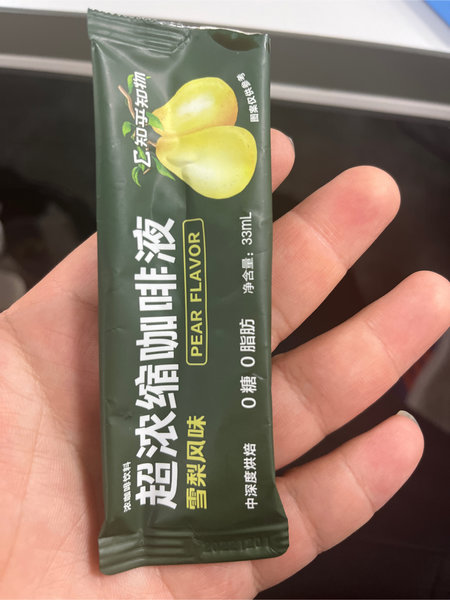 知乎知物
图案仅供参考
浓咖啡饮料
超浓缩咖啡液
雪梨风味
PEAR FLAVOR
中深度烘焙
0糖 0脂肪
净含量：33mL